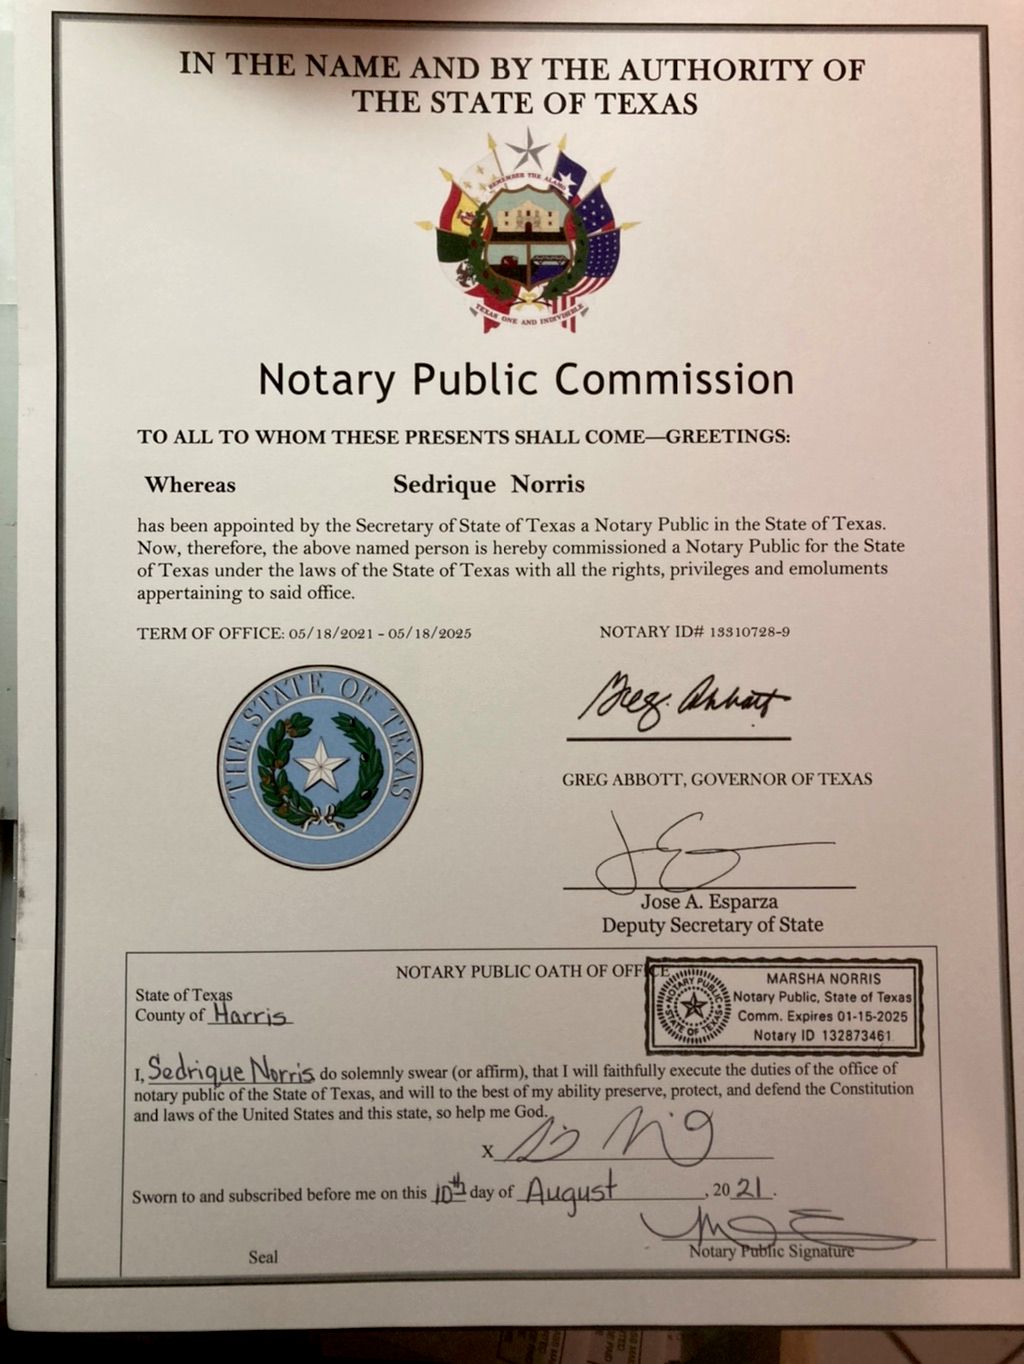 IN THE NAME AND BY THE AUTHORITY OF
THE STATE OF TEXAS
REMEMBER THE ALAMO
TEXAS ONE AND INDIVISIBLE
Notary Public Commission
TO ALL TO WHOM THESE PRESENTS SHALL COME—GREETINGS:
Whereas Sedrique Norris
has been appointed by the Secretary of State of Texas a Notary Public in the State of Texas.
Now, therefore, the above named person is hereby commissioned a Notary Public for the State
of Texas under the laws of the State of Texas with all the rights, privileges and emoluments
appertaining to said office.
TERM OF OFFICE: 05/18/2021 - 05/18/2025 NOTARY ID# 13310728-9
THE STATE OF TEXAS
Greg Abbott
GREG ABBOTT, GOVERNOR OF TEXAS
Jose A. Esparza
Deputy Secretary of State
NOTARY PUBLIC OATH OF OFFICE
NOTARY PUBLIC
STATE OF TEXAS
MARSHA NORRIS
Notary Public, State of Texas
Comm. Expires 01-15-2025
Notary ID 132873461
State of Texas
County of Harris
I, Sedrique Norris do solemnly swear (or affirm), that I will faithfully execute the duties of the office of
notary public of the State of Texas, and will to the best of my ability preserve, protect, and defend the Constitution
and laws of the United States and this state, so help me God.
X
Sworn to and subscribed before me on this 10th day of August, 2021.
Notary Public Signature
Seal